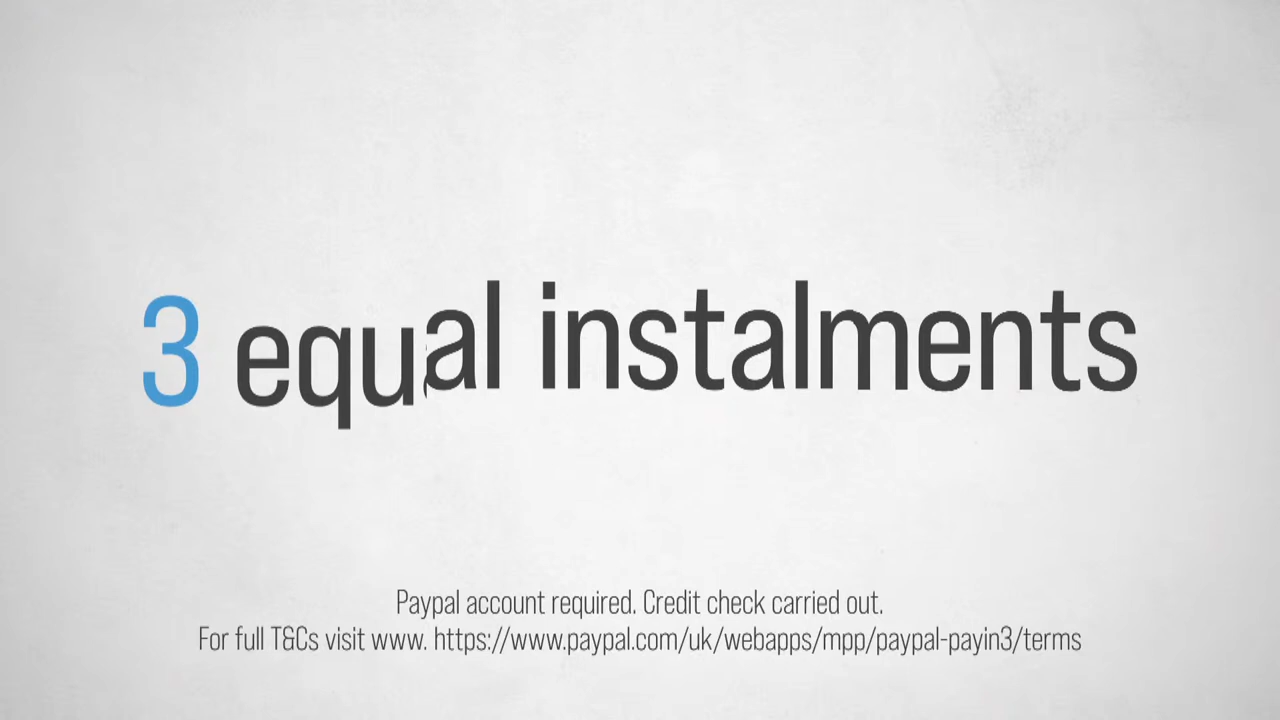 3 equal instalments
Paypal account required. Credit check carried out.
For full T&Cs visit www. https://www.paypal.com/uk/webapps/mpp/paypal-payin3/terms